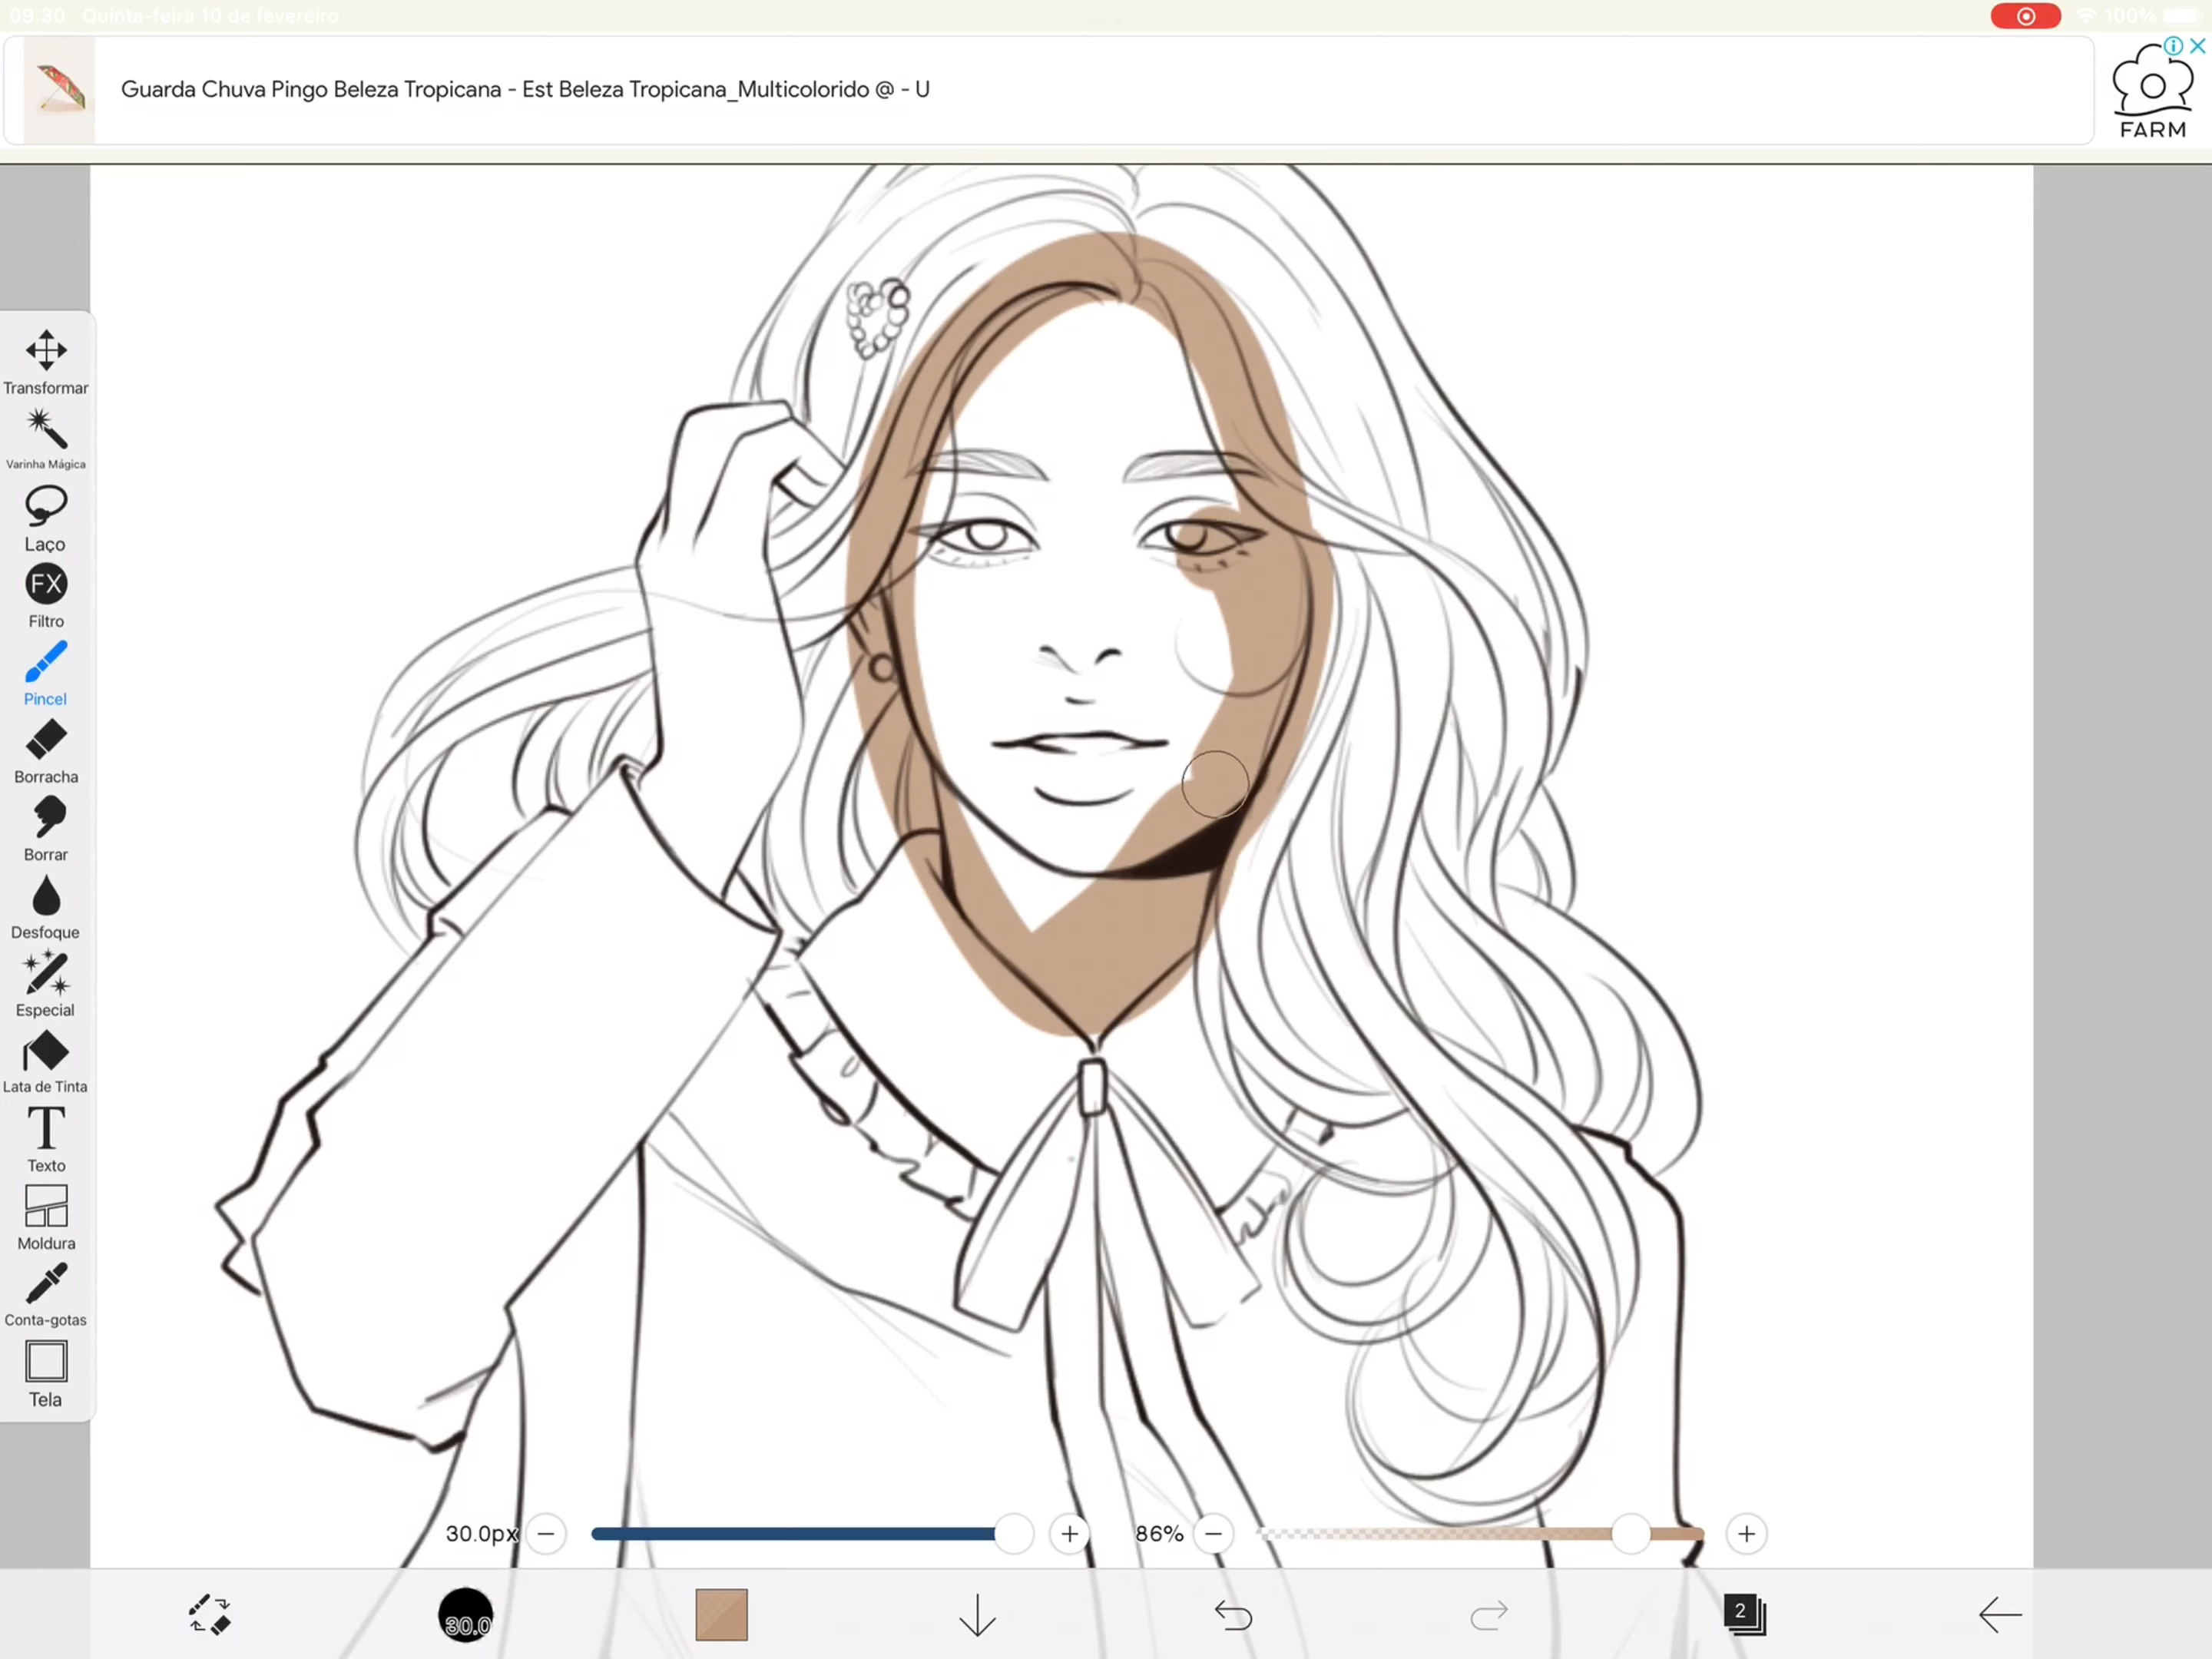 09:30 Quinta-feira 10 de fevereiro
100%
Guarda Chuva Pingo Beleza Tropicana - Est Beleza Tropicana_Multicolorido @ - U
FARM
Transformar
Varinha Mágica
Laço
FX
Filtro
Pincel
Borracha
Borrar
Desfoque
Especial
Lata de Tinta
T
Texto
Moldura
Conta-gotas
Tela
30.0px
86%
30.0
2